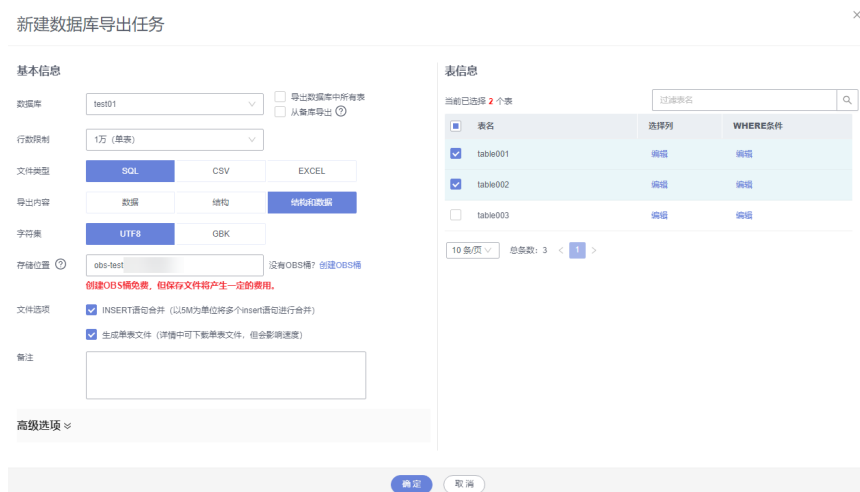 新建数据库导出任务
基本信息
数据库
test01
导出数据库中所有表
从备库导出
行数限制
1万（单表）
文件类型
SQL
CSV
EXCEL
导出内容
数据
结构
结构和数据
字符集
UTF8
GBK
存储位置
obs-test
没有OBS桶？创建OBS桶
创建OBS桶免费，但保存文件将产生一定的费用。
文件选项
INSERT语句合并（以5M为单位将多个insert语句进行合并）
生成单表文件（详情中可下载单表文件，但会影响速度）
备注
高级选项
表信息
当前已选择 2 个表
过滤表名
表名 选择列 WHERE条件
table001 编辑 编辑
table002 编辑 编辑
table003 编辑 编辑
10 条/页 总条数：3 < 1 >
确定
取消